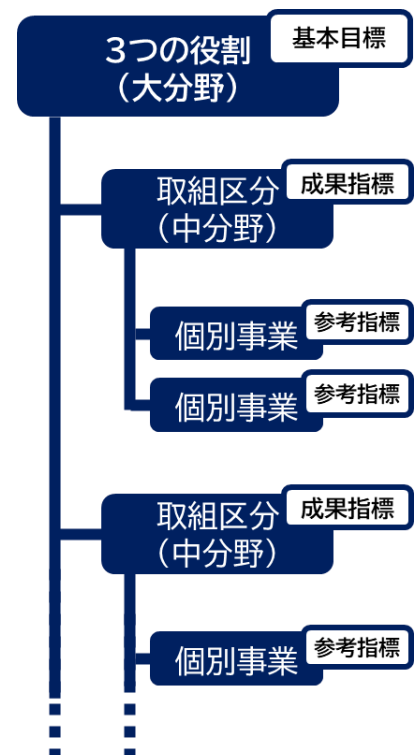 3つの役割
(大分野)
基本目標
取組区分
(中分野)
成果指標
個別事業
参考指標
個別事業
参考指標
取組区分
(中分野)
成果指標
個別事業
参考指標